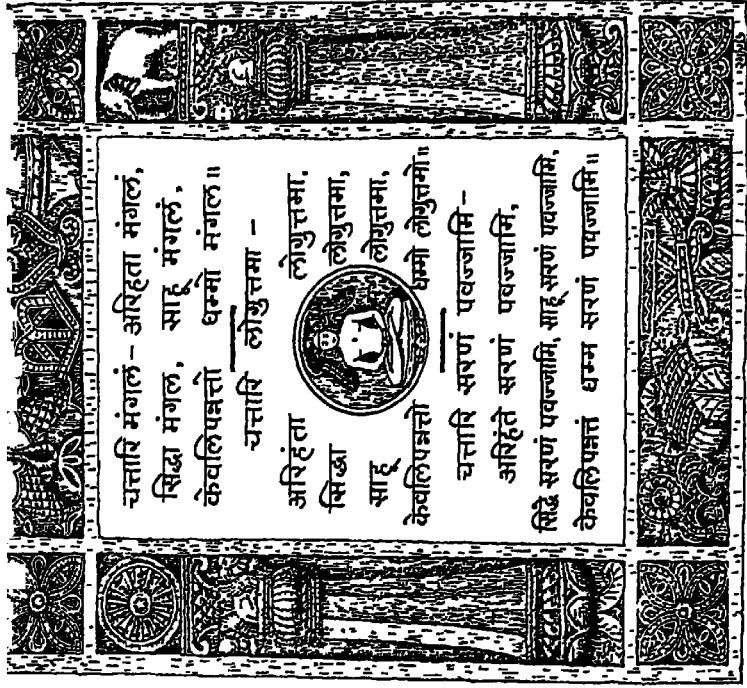 चत्तारि मंगलं – अरिहंता मंगलं,
सिद्धा मंगलं, साहू मंगलं,
केवलिपन्नत्तो धम्मो मंगलं॥
चत्तारि लोगुत्तमा –
अरिहंता लोगुत्तमा,
सिद्धा लोगुत्तमा,
साहू लोगुत्तमा,
केवलिपन्नत्तो धम्मो लोगुत्तमो॥
चत्तारि सरणं पवज्जामि –
अरिहंते सरणं पवज्जामि,
सिद्धे सरणं पवज्जामि, साहू सरणं पवज्जामि,
केवलिपन्नत्तं धम्मं सरणं पवज्जामि॥